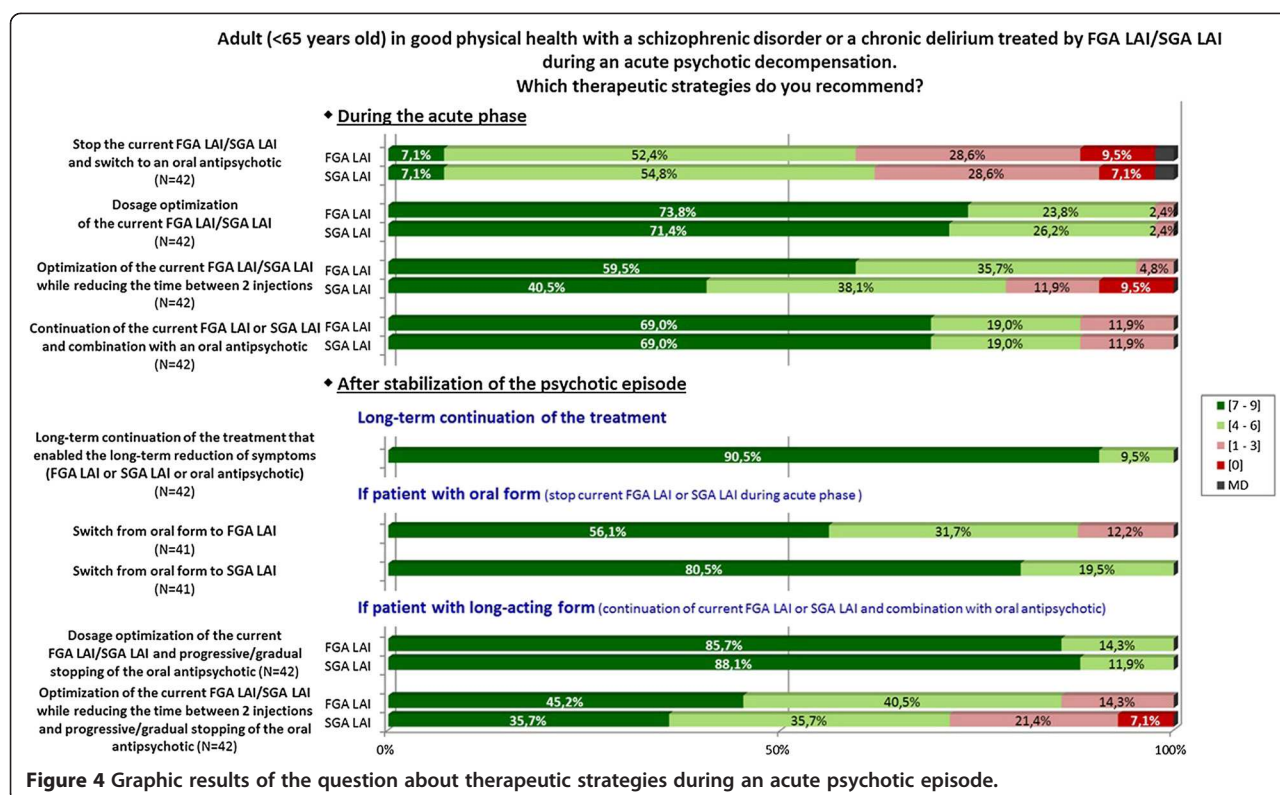 Adult (<65 years old) in good physical health with a schizophrenic disorder or a chronic delirium treated by FGA LAI/SGA LAI
during an acute psychotic decompensation.
Which therapeutic strategies do you recommend?
◆ During the acute phase
Stop the current FGA LAI/SGA LAI
and switch to an oral antipsychotic
(N=42)
FGA LAI 7,1% 52,4% 28,6% 9,5%
SGA LAI 7,1% 54,8% 28,6% 7,1%
Dosage optimization
of the current FGA LAI/SGA LAI
(N=42)
FGA LAI 73,8% 23,8% 2,4%
SGA LAI 71,4% 26,2% 2,4%
Optimization of the current FGA LAI/SGA LAI
while reducing the time between 2 injections
(N=42)
FGA LAI 59,5% 35,7% 4,8%
SGA LAI 40,5% 38,1% 11,9% 9,5%
Continuation of the current FGA LAI or SGA LAI
and combination with an oral antipsychotic
(N=42)
FGA LAI 69,0% 19,0% 11,9%
SGA LAI 69,0% 19,0% 11,9%
◆ After stabilization of the psychotic episode
Long-term continuation of the treatment
Long-term continuation of the treatment that
enabled the long-term reduction of symptoms
(FGA LAI or SGA LAI or oral antipsychotic)
(N=42)
90,5% 9,5%
If patient with oral form (stop current FGA LAI or SGA LAI during acute phase )
Switch from oral form to FGA LAI
(N=41)
56,1% 31,7% 12,2%
Switch from oral form to SGA LAI
(N=41)
80,5% 19,5%
If patient with long-acting form (continuation of current FGA LAI or SGA LAI and combination with oral antipsychotic)
Dosage optimization of the current
FGA LAI/SGA LAI and progressive/gradual
stopping of the oral antipsychotic (N=42)
FGA LAI 85,7% 14,3%
SGA LAI 88,1% 11,9%
Optimization of the current FGA LAI/SGA LAI
while reducing the time between 2 injections
and progressive/gradual stopping of the oral
antipsychotic (N=42)
FGA LAI 45,2% 40,5% 14,3%
SGA LAI 35,7% 35,7% 21,4% 7,1%
0% 50% 100%
[7 - 9]
[4 - 6]
[1 - 3]
[0]
MD
Figure 4 Graphic results of the question about therapeutic strategies during an acute psychotic episode.